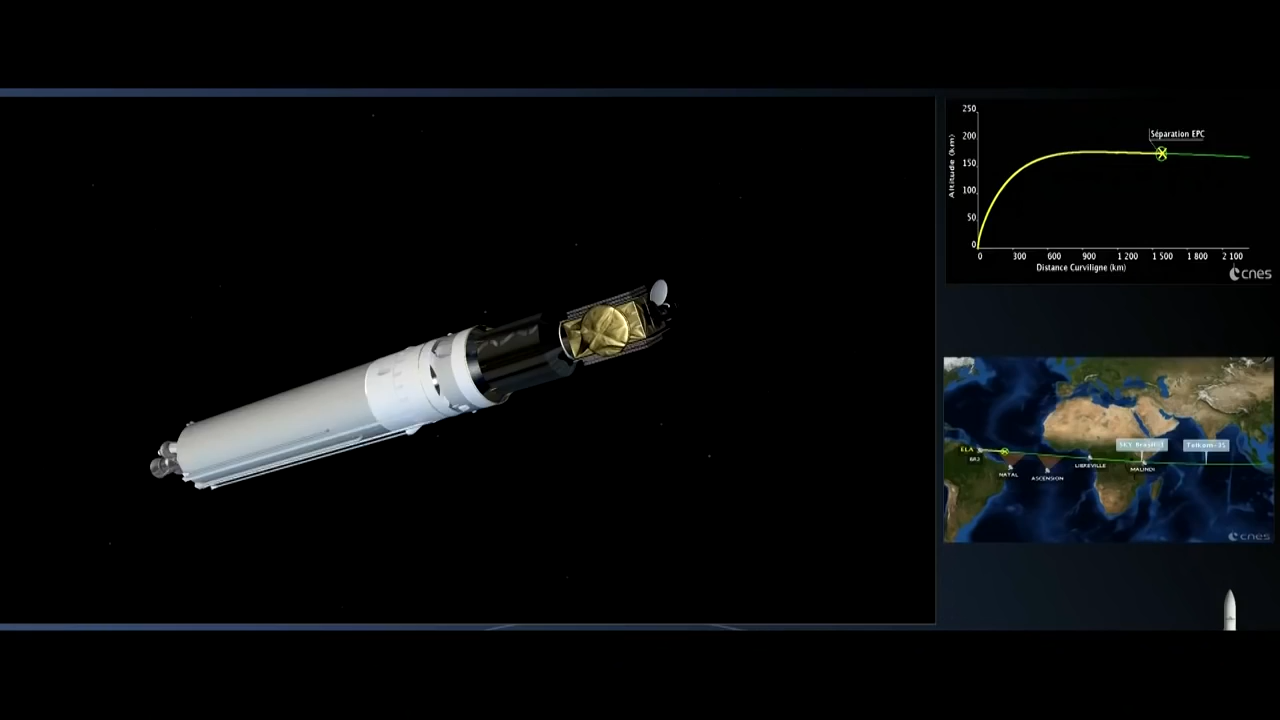 250
200
150
100
50
0
Altitude (km)
Séparation EPC
0 300 600 900 1 200 1 500 1 800 2 100
Distance Curviligne (km)
cnes
SKY Brasil-1
Telkom-3S
ELA
NATAL
ASCENSION
LIBREVILLE
MALINDI
cnes